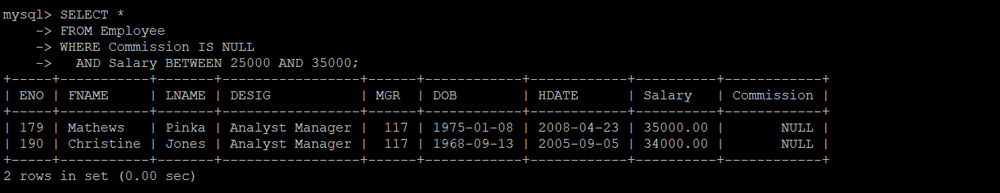 mysql> SELECT *
    -> FROM Employee
    -> WHERE Commission IS NULL
    ->   AND Salary BETWEEN 25000 AND 35000;
+-----+-----------+-------+-----------------+------+------------+------------+----------+------------+
| ENO | FNAME     | LNAME | DESIG           | MGR  | DOB        | HDATE      | Salary   | Commission |
+-----+-----------+-------+-----------------+------+------------+------------+----------+------------+
| 179 | Mathews   | Pinka | Analyst Manager |  117 | 1975-01-08 | 2008-04-23 | 35000.00 |       NULL |
| 190 | Christine | Jones | Analyst Manager |  117 | 1968-09-13 | 2005-09-05 | 34000.00 |       NULL |
+-----+-----------+-------+-----------------+------+------------+------------+----------+------------+
2 rows in set (0.00 sec)